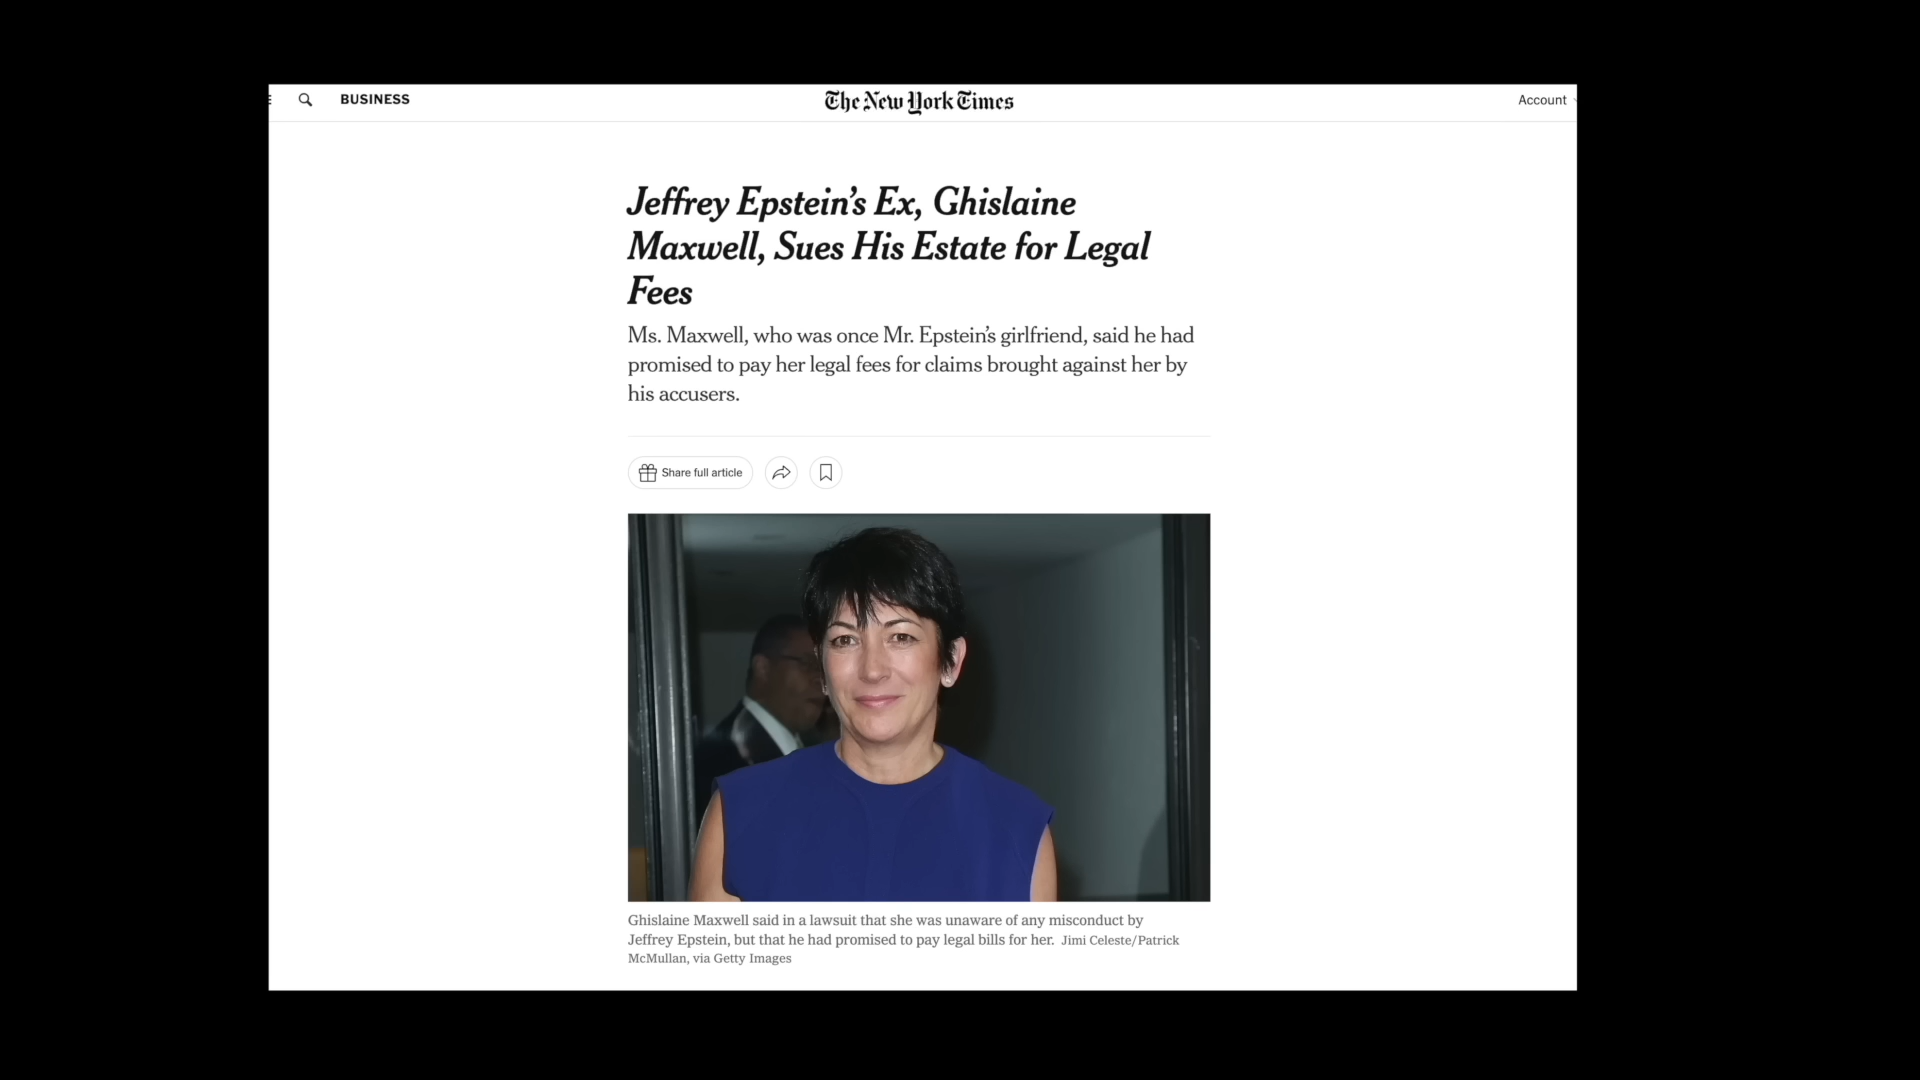 BUSINESS
The New York Times
Account
Jeffrey Epstein’s Ex, Ghislaine
Maxwell, Sues His Estate for Legal
Fees
Ms. Maxwell, who was once Mr. Epstein’s girlfriend, said he had
promised to pay her legal fees for claims brought against her by
his accusers.
Share full article
Ghislaine Maxwell said in a lawsuit that she was unaware of any misconduct by
Jeffrey Epstein, but that he had promised to pay legal bills for her. Jimi Celeste/Patrick
McMullan, via Getty Images